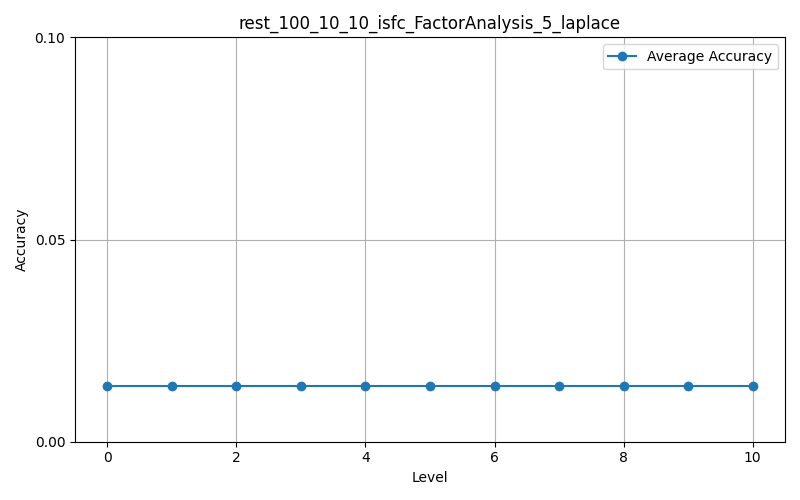 rest_100_10_10_isfc_FactorAnalysis_5_laplace
Average Accuracy
0.10
0.05
0.00
Accuracy
0 2 4 6 8 10
Level